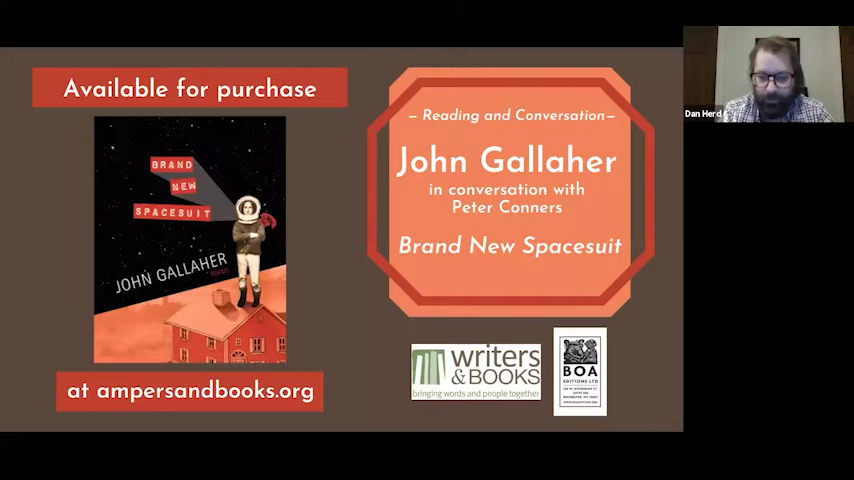 Available for purchase
BRAND
NEW
SPACESUIT
JOHN GALLAHER
POEMS
at ampersandbooks.org
– Reading and Conversation–
John Gallaher
in conversation with
Peter Conners
Brand New Spacesuit
writers
& BOOKS
bringing words and people together
BOA
EDITIONS LTD
Dan Herd